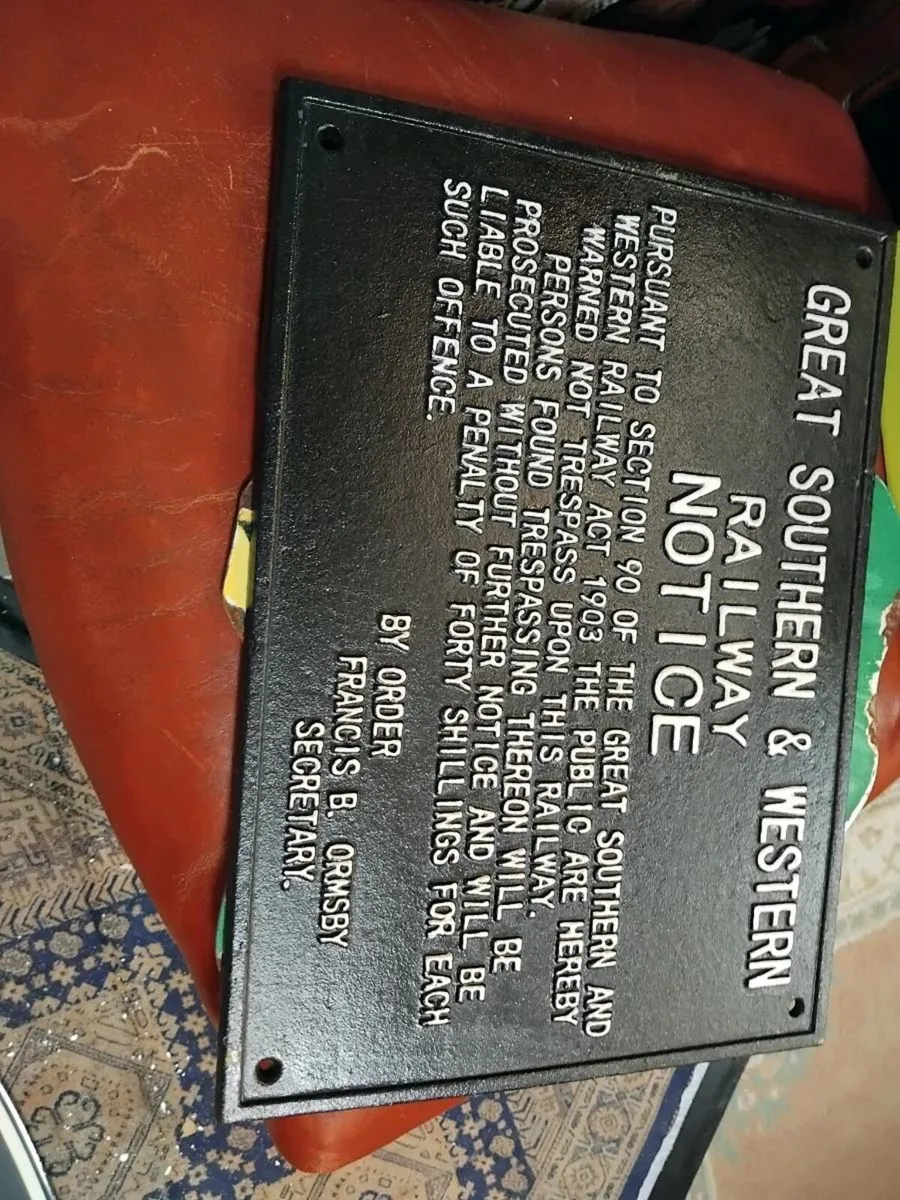 GREAT SOUTHERN & WESTERN
RAILWAY
NOTICE
PURSUANT TO SECTION 90 OF THE GREAT SOUTHERN AND
WESTERN RAILWAY ACT 1903 THE PUBLIC ARE HEREBY
WARNED NOT TRESPASS UPON THIS RAILWAY.
PERSONS FOUND TRESPASSING THEREON WILL BE
PROSECUTED WITHOUT FURTHER NOTICE AND WILL BE
LIABLE TO A PENALTY OF FORTY SHILLINGS FOR EACH
SUCH OFFENCE.
BY ORDER
FRANCIS B. ORMSBY
SECRETARY.